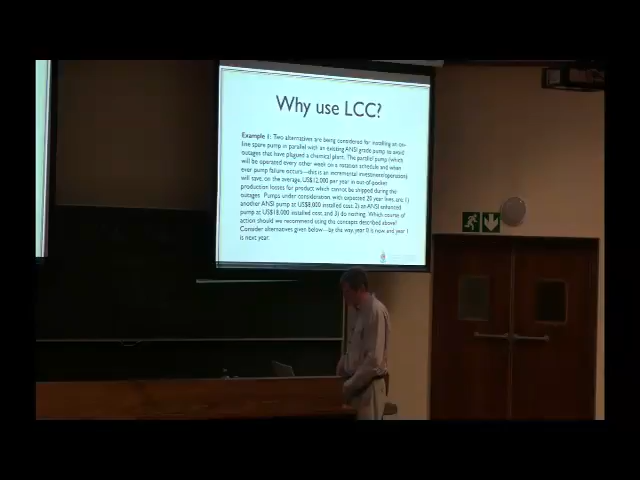 Why use LCC?
Example 1: Two alternatives are being considered for installing an on-
line spare pump in parallel with an existing ANSI grade pump to avoid
outages that have plagued a chemical plant. The parallel pump (which
will be operated every other week on a rotation schedule and when
ever pump failure occurs—this is an incremental investment/operation)
will save, on the average, US$12,000 per year in out-of-pocket
production losses for product which cannot be shipped during the
outages. Pumps under consideration, with expected 20 year lives, are 1)
another ANSI pump at US$8,000 installed cost, 2) an ANSI enhanced
pump at US$18,000 installed cost, and 3) do nothing. Which course of
action should we recommend using the concepts described above?
Consider alternatives given below—by the way, year 0 is now and year 1
is next year.